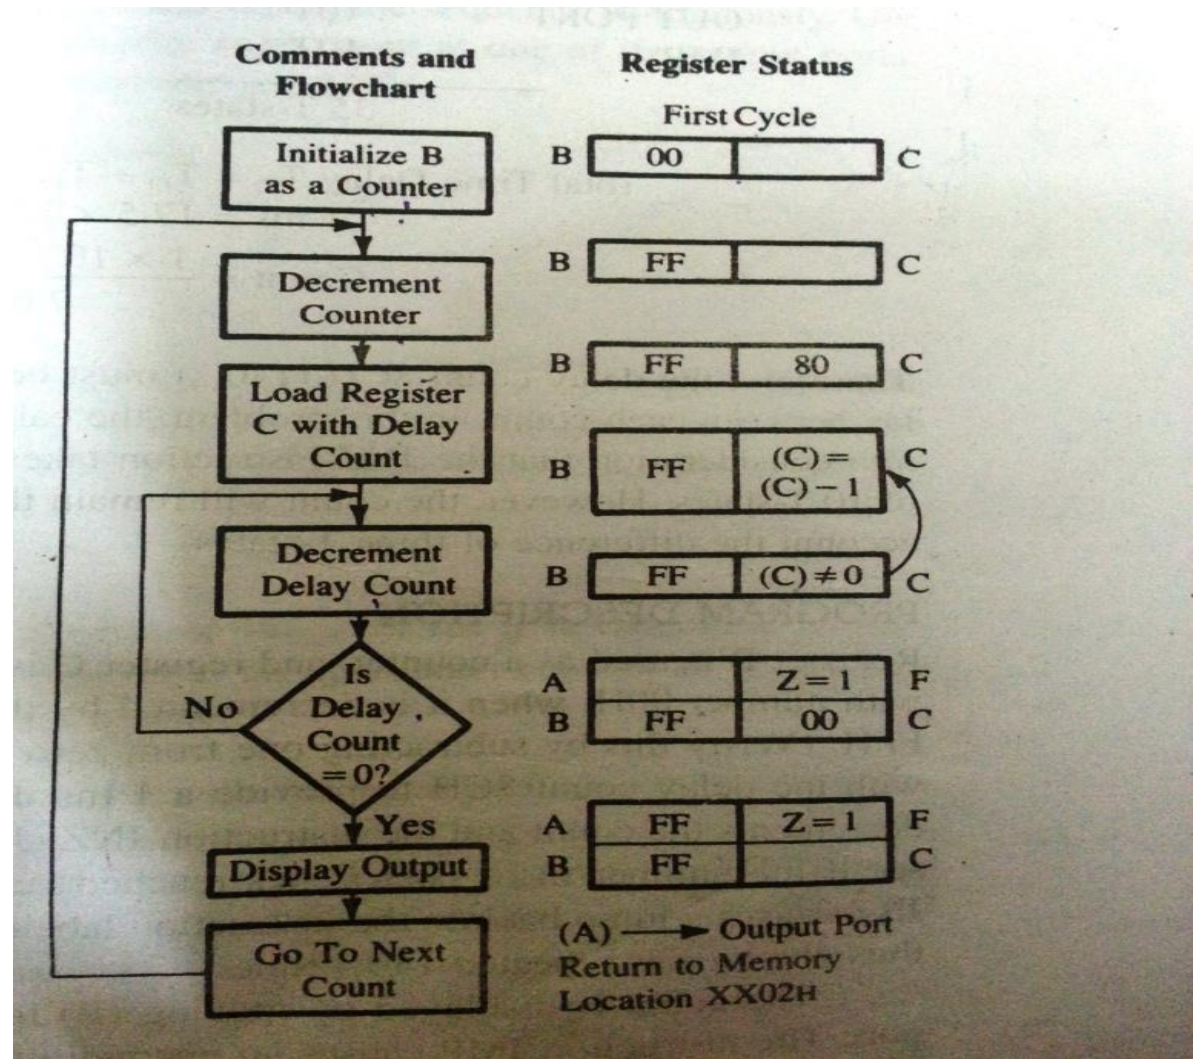 Comments and
Flowchart
Register Status
First Cycle
Initialize B
as a Counter
B 00 C
Decrement
Counter
B FF C
Load Register
C with Delay
Count
B FF 80 C
B FF (C) = C
(C) − 1
Decrement
Delay Count
B FF (C) ≠ 0 C
Is
Delay
Count
= 0?
No
Yes
A Z = 1 F
B FF 00 C
Display Output
A FF Z = 1 F
B FF C
Go To Next
Count
(A) → Output Port
Return to Memory
Location XX02H